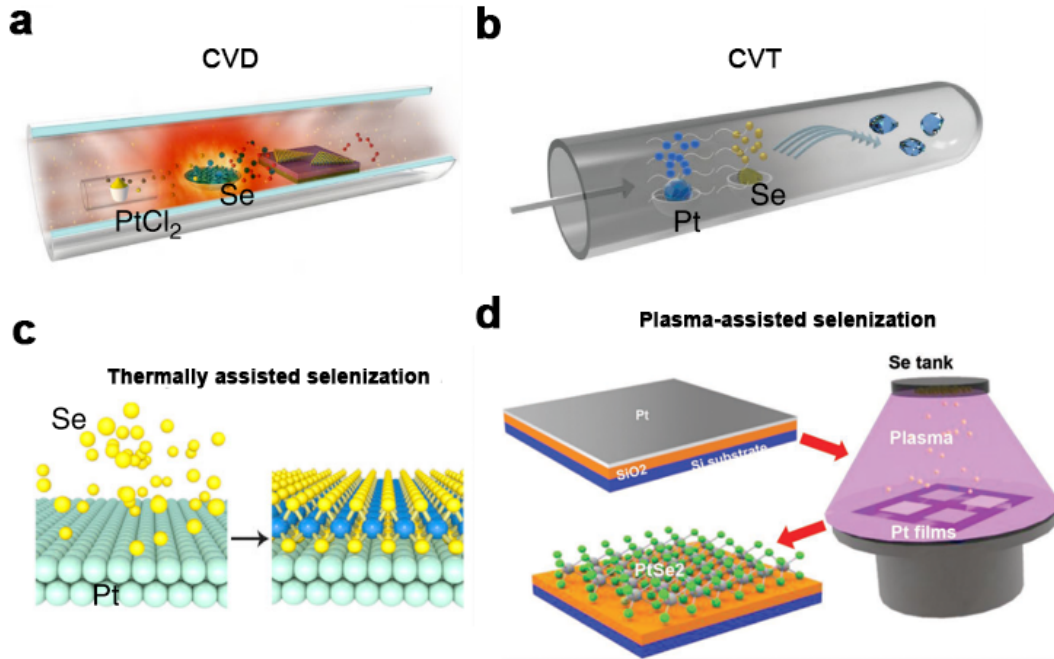 a
CVD
PtCl₂
Se
b
CVT
Pt
Se
c
Thermally assisted selenization
Se
Pt
d
Plasma-assisted selenization
Pt
SiO2
Si substrate
Se tank
Plasma
Pt films
PtSe2